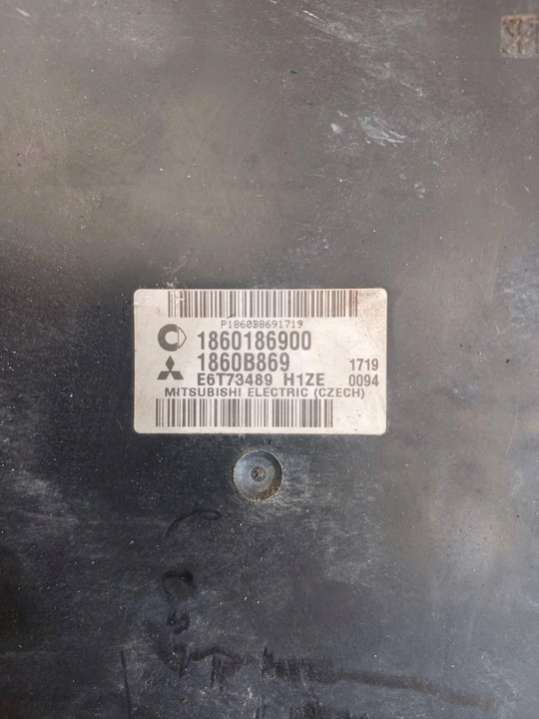 P1860B8691719
1860186900
1860B869 1719
E6T73489 H1ZE 0094
MITSUBISHI ELECTRIC (CZECH)